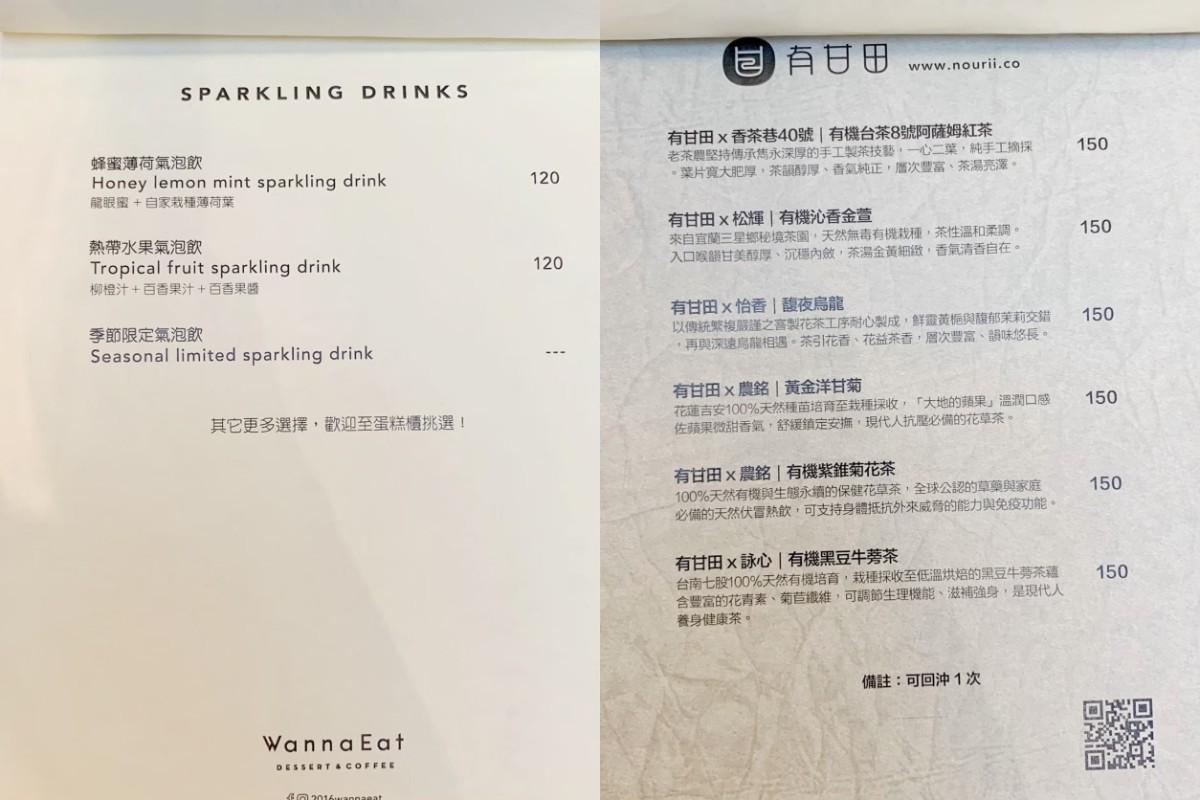 SPARKLING DRINKS
蜂蜜薄荷氣泡飲
Honey lemon mint sparkling drink 120
龍眼蜜 + 自家栽種薄荷葉
熱帶水果氣泡飲
Tropical fruit sparkling drink 120
柳橙汁 + 百香果汁 + 百香果醬
季節限定氣泡飲
Seasonal limited sparkling drink ---
其它更多選擇，歡迎至蛋糕櫃挑選！
WannaEat
DESSERT & COFFEE
2016wannaeat
有甘田 www.nourii.co
有甘田 x 香茶巷40號｜有機台茶8號阿薩姆紅茶 150
老茶農堅持傳承雋永深厚的手工製茶技藝，一心二葉，純手工摘採
。葉片寬大肥厚，茶韻醇厚、香氣純正，層次豐富、茶湯亮澤。
有甘田 x 松輝｜有機沁香金萱 150
來自宜蘭三星鄉秘境茶園，天然無毒有機栽種，茶性溫和柔調。
入口喉韻甘美醇厚、沉穩內斂，茶湯金黃細緻，香氣清香自在。
有甘田 x 怡香｜馥夜烏龍 150
以傳統繁複嚴謹之窨製花茶工序耐心製成，鮮靈黃梔與馥郁茉莉交錯
，再與深遠烏龍相遇。茶引花香、花益茶香，層次豐富、韻味悠長。
有甘田 x 農銘｜黃金洋甘菊 150
花蓮吉安100%天然種苗培育至栽種採收，「大地的蘋果」溫潤口感
佐蘋果微甜香氣，舒緩鎮定安撫，現代人抗壓必備的花草茶。
有甘田 x 農銘｜有機紫錐菊花茶 150
100%天然有機與生態永續的保健花草茶，全球公認的草藥與家庭
必備的天然伏冒熱飲，可支持身體抵抗外來威脅的能力與免疫功能。
有甘田 x 詠心｜有機黑豆牛蒡茶 150
台南七股100%天然有機培育，栽種採收至低溫烘焙的黑豆牛蒡茶蘊
含豐富的花青素、菊苣纖維，可調節生理機能、滋補強身，是現代人
養身健康茶。
備註：可回沖 1 次